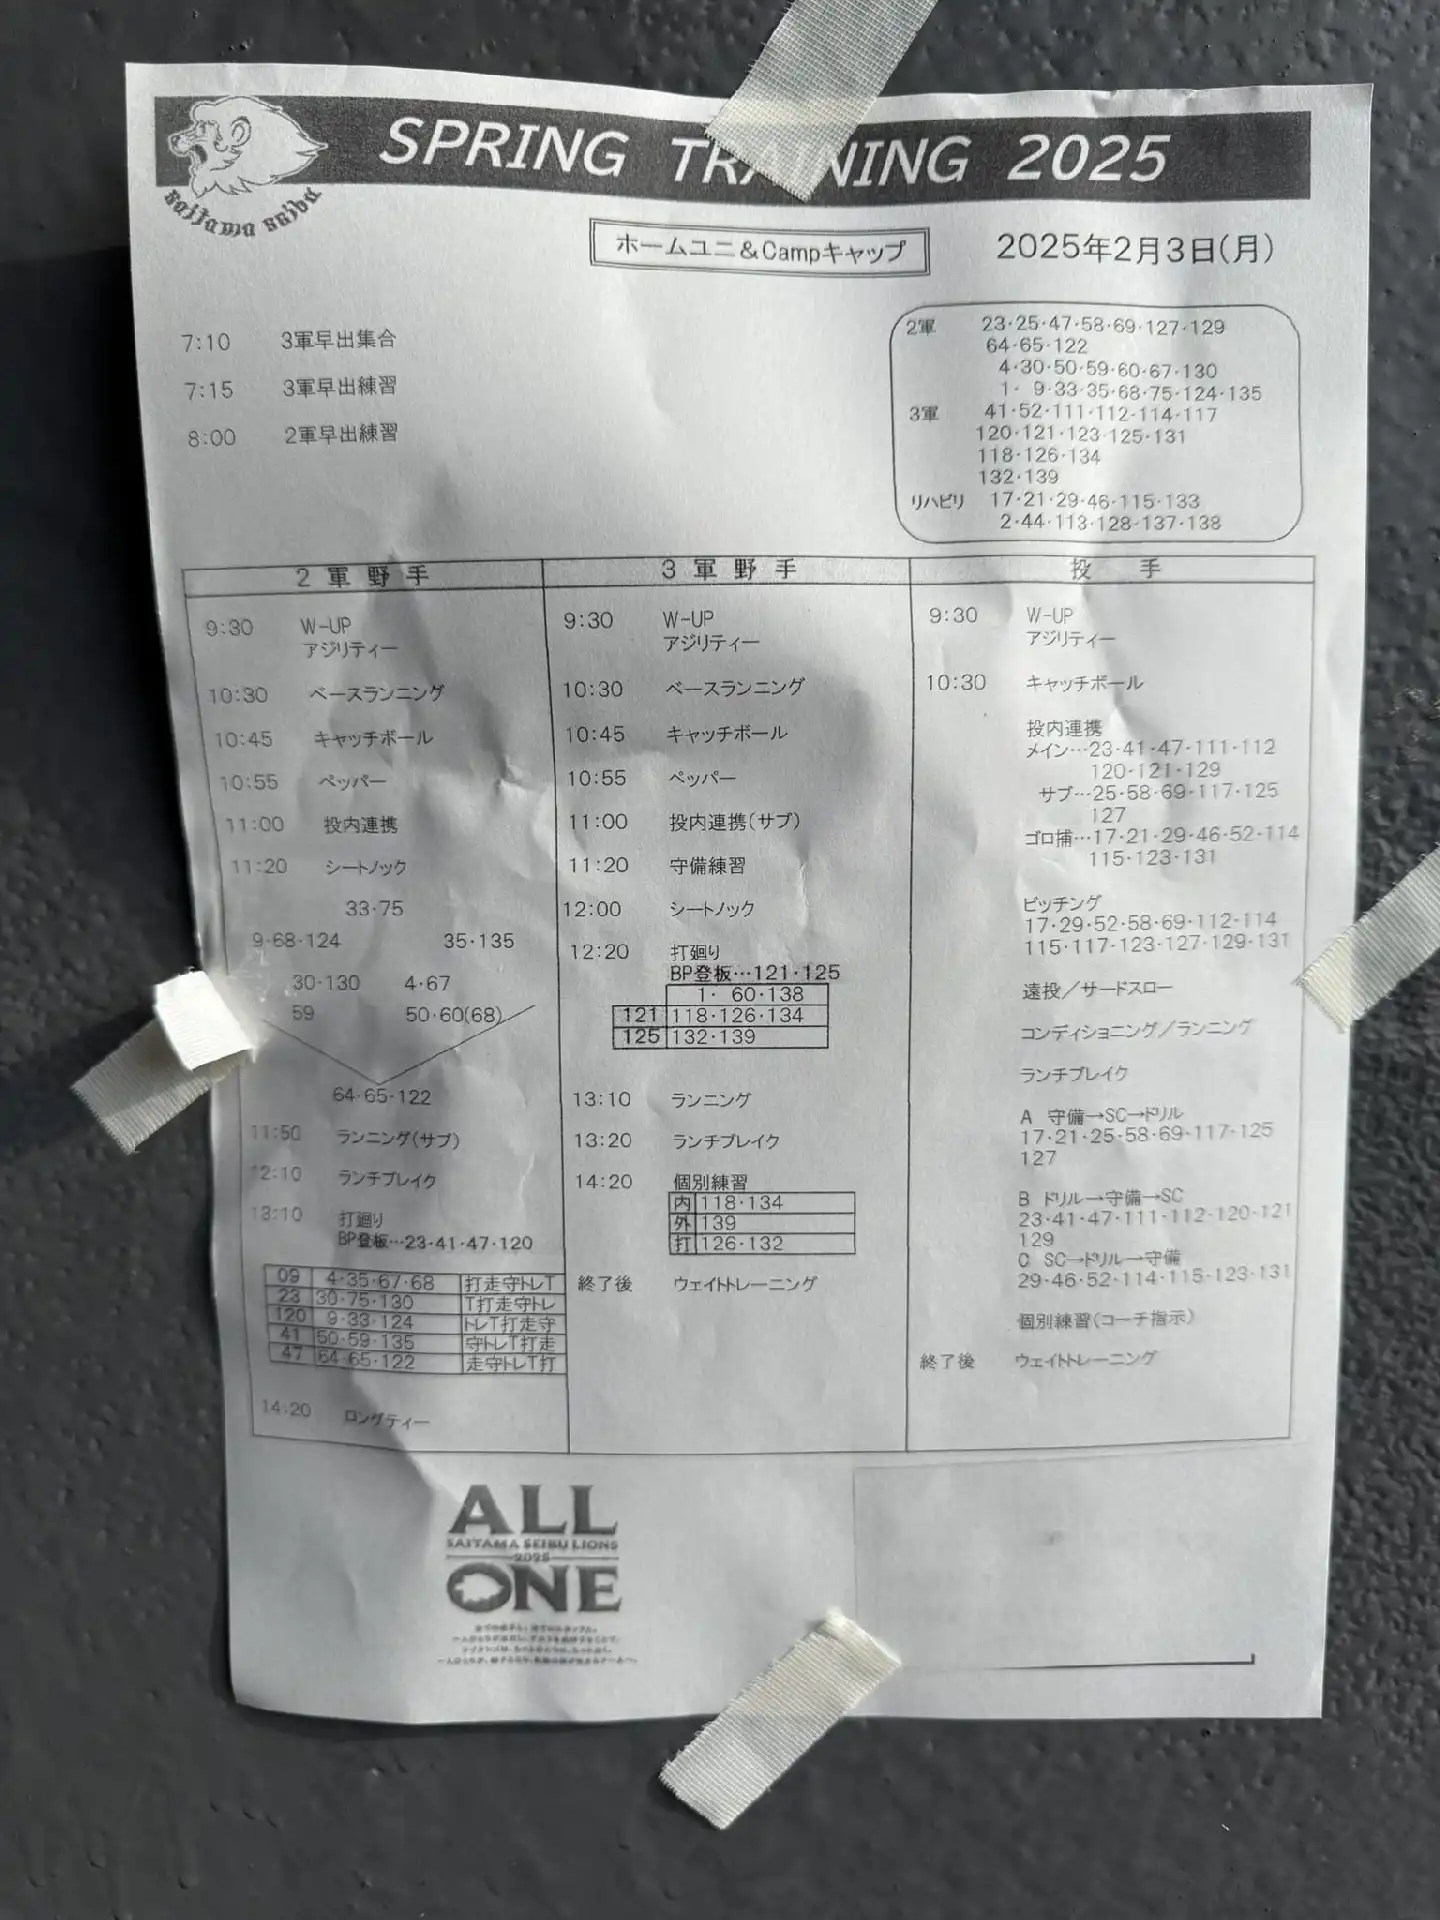 SPRING TRAINING 2025
saitama seibu
ホームユニ&Campキャップ
2025年2月3日(月)
7:10 3軍早出集合
7:15 3軍早出練習
8:00 2軍早出練習
2軍 23・25・47・58・69・127・129
64・65・122
4・30・50・59・60・67・130
1・ 9・33・35・68・75・124・135
3軍 41・52・111・112・114・117
120・121・123・125・131
118・126・134
132・139
リハビリ 17・21・29・46・115・133
2・44・113・128・137・138
2軍野手
9:30 W-UP
アジリティー
10:30 ベースランニング
10:45 キャッチボール
10:55 ペッパー
11:00 投内連携
11:20 シートノック
33・75
9・68・124 35・135
30・130 4・67
59 50・60(68)
64・65・122
11:50 ランニング(サブ)
12:10 ランチブレイク
13:10 打廻り
BP登板…23・41・47・120
09 4・35・67・68 打走守トレT
23 30・75・130 T打走守トレ
120 9・33・124 トレT打走守
41 50・59・135 守トレT打走
47 64・65・122 走守トレT打
14:20 ロングティー
3軍野手
9:30 W-UP
アジリティー
10:30 ベースランニング
10:45 キャッチボール
10:55 ペッパー
11:00 投内連携(サブ)
11:20 守備練習
12:00 シートノック
12:20 打廻り
BP登板…121・125
1・ 60・138
121 118・126・134
125 132・139
13:10 ランニング
13:20 ランチブレイク
14:20 個別練習
内 118・134
外 139
打 126・132
終了後 ウェイトトレーニング
投手
9:30 W-UP
アジリティー
10:30 キャッチボール
投内連携
メイン…23・41・47・111・112
120・121・129
サブ…25・58・69・117・125
127
ゴロ捕…17・21・29・46・52・114
115・123・131
ピッチング
17・29・52・58・69・112・114
115・117・123・127・129・131
遠投/サードスロー
コンディショニング/ランニング
ランチブレイク
A 守備→SC→ドリル
17・21・25・58・69・117・125
127
B ドリル→守備→SC
23・41・47・111・112・120・121
129
C SC→ドリル→守備
29・46・52・114・115・123・131
個別練習(コーチ指示)
終了後 ウェイトトレーニング
ALL
SAITAMA SEIBU LIONS
2025
ONE